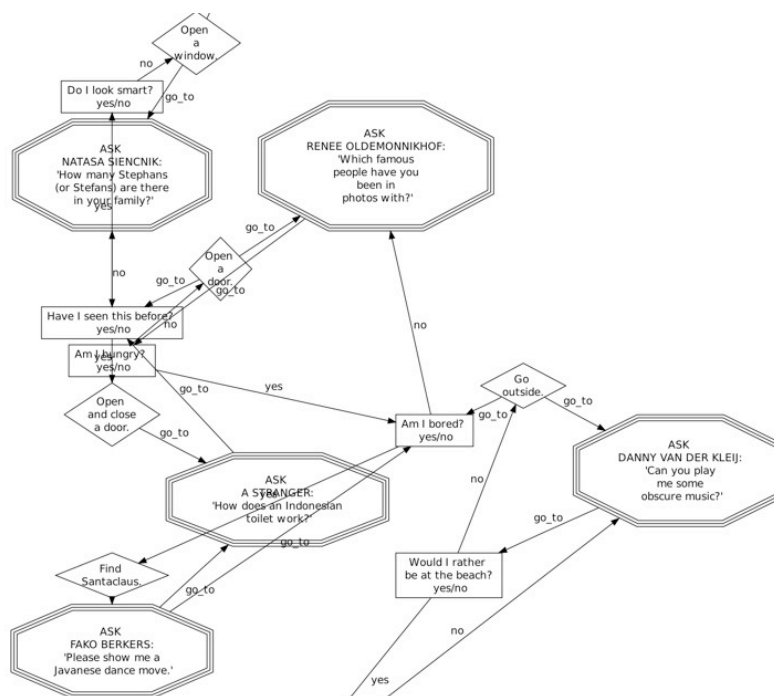 Open
a
window.
no
go_to
Do I look smart?
yes/no
ASK
NATASA SIENCNIK:
'How many Stephans
(or Stefans) are there
in your family?'
yes
no
ASK
RENEE OLDEMONNIKHOF:
'Which famous
people have you
been in
photos with?'
go_to
Open
a
door.
go_to
go_to
Have I seen this before?
yes/no
no
Am I hungry?
yes/no
yes
go_to
yes
no
Open
and close
a door.
go_to
Am I bored?
yes/no
go_to
Go
outside.
go_to
ASK
A STRANGER:
'How does an Indonesian
toilet work?'
yes
go_to
no
ASK
DANNY VAN DER KLEIJ:
'Can you play
me some
obscure music?'
go_to
Find
Santaclaus.
go_to
Would I rather
be at the beach?
yes/no
ASK
FAKO BERKERS:
'Please show me a
Javanese dance move.'
no
yes